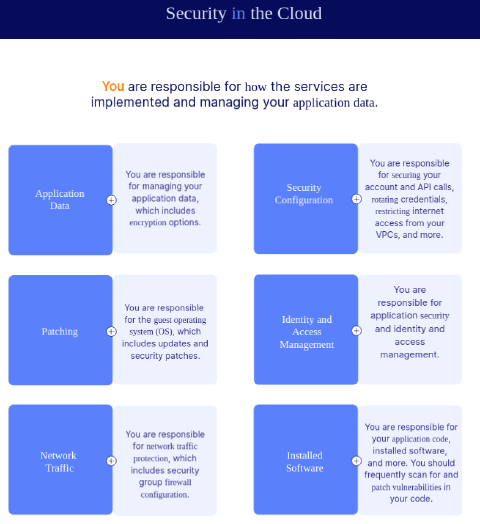 Security in the Cloud
You are responsible for how the services are
implemented and managing your application data.
Application
Data
You are responsible
for managing your
application data,
which includes
encryption options.
Security
Configuration
You are responsible
for securing your
account and API calls,
rotating credentials,
restricting internet
access from your
VPCs, and more.
Patching
You are responsible
for the guest operating
system (OS), which
includes updates and
security patches.
Identity and
Access
Management
You are
responsible for
application security
and identity and
access
management.
Network
Traffic
You are responsible
for network traffic
protection, which
includes security
group firewall
configuration.
Installed
Software
You are responsible for
your application code,
installed software,
and more. You should
frequently scan for and
patch vulnerabilities in
your code.